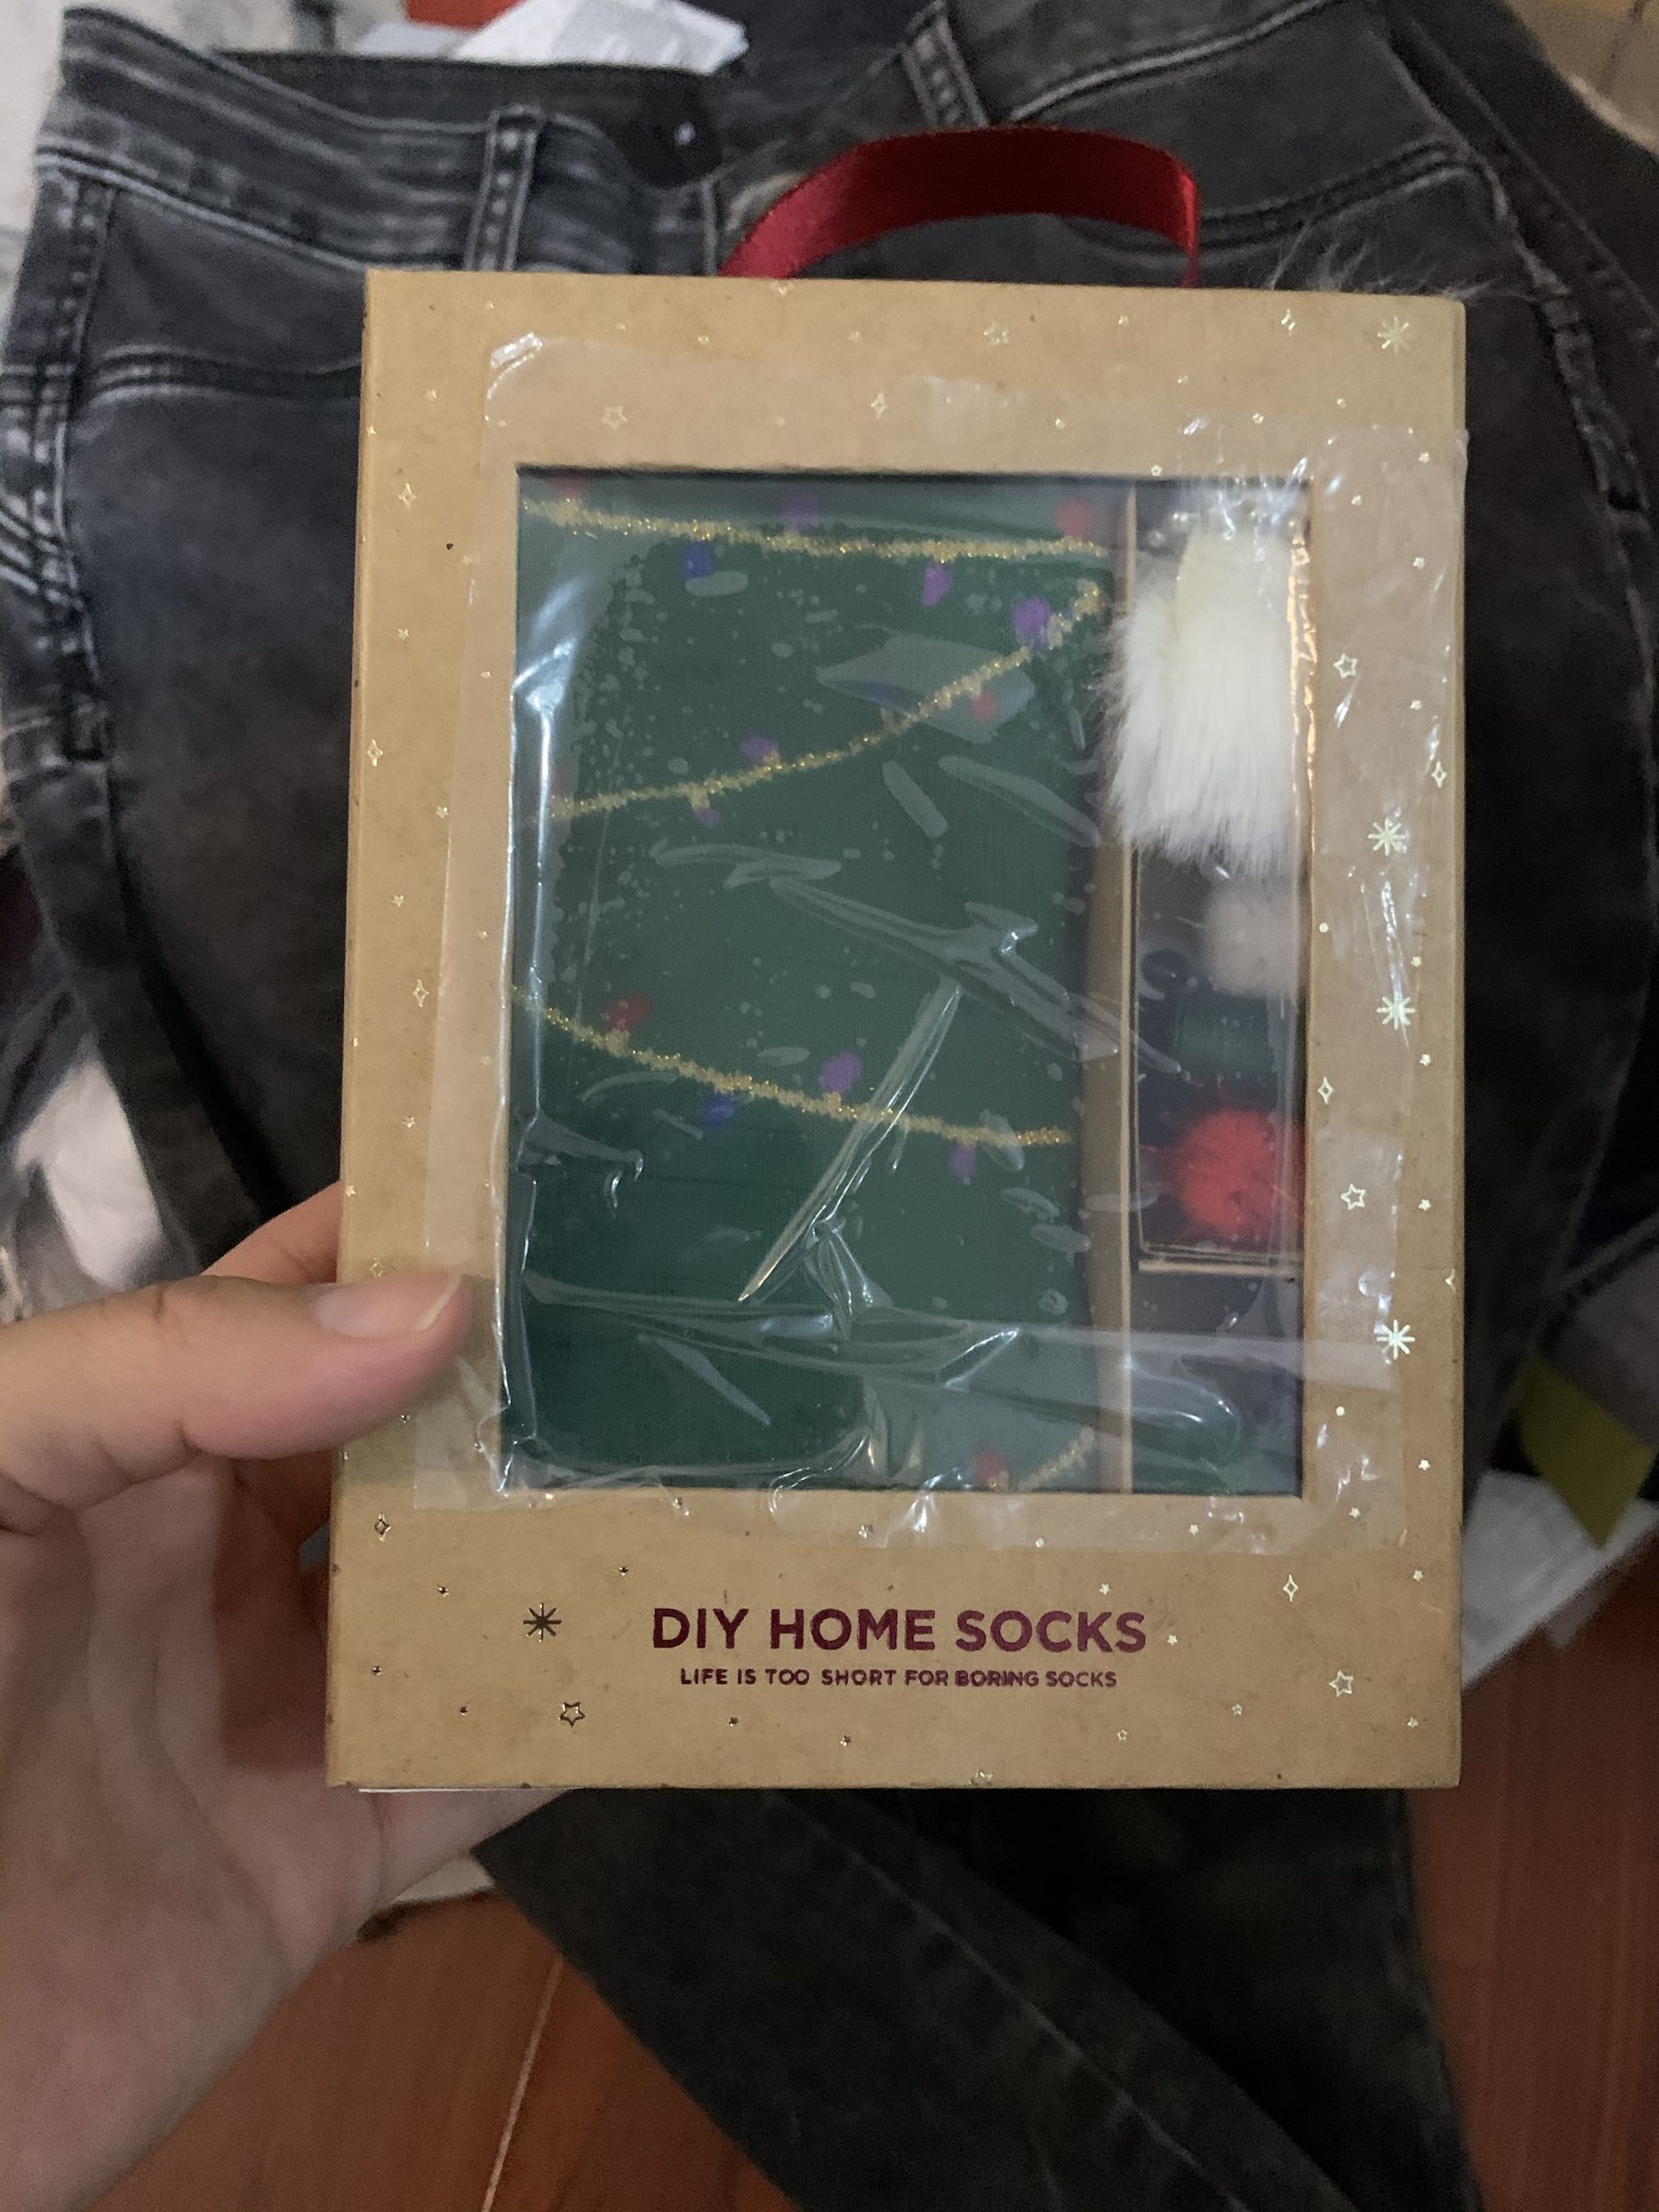 DIY HOME SOCKS
LIFE IS TOO SHORT FOR BORING SOCKS